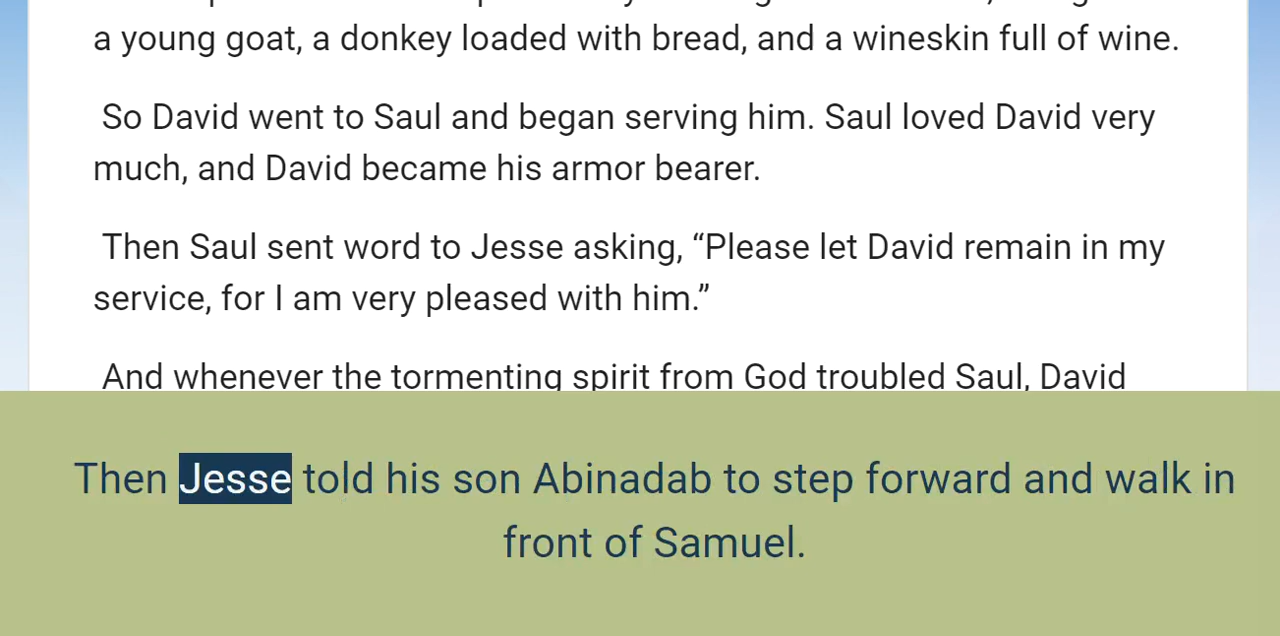 a young goat, a donkey loaded with bread, and a wineskin full of wine.
So David went to Saul and began serving him. Saul loved David very
much, and David became his armor bearer.
Then Saul sent word to Jesse asking, “Please let David remain in my
service, for I am very pleased with him.”
And whenever the tormenting spirit from God troubled Saul, David
Then Jesse told his son Abinadab to step forward and walk in
front of Samuel.